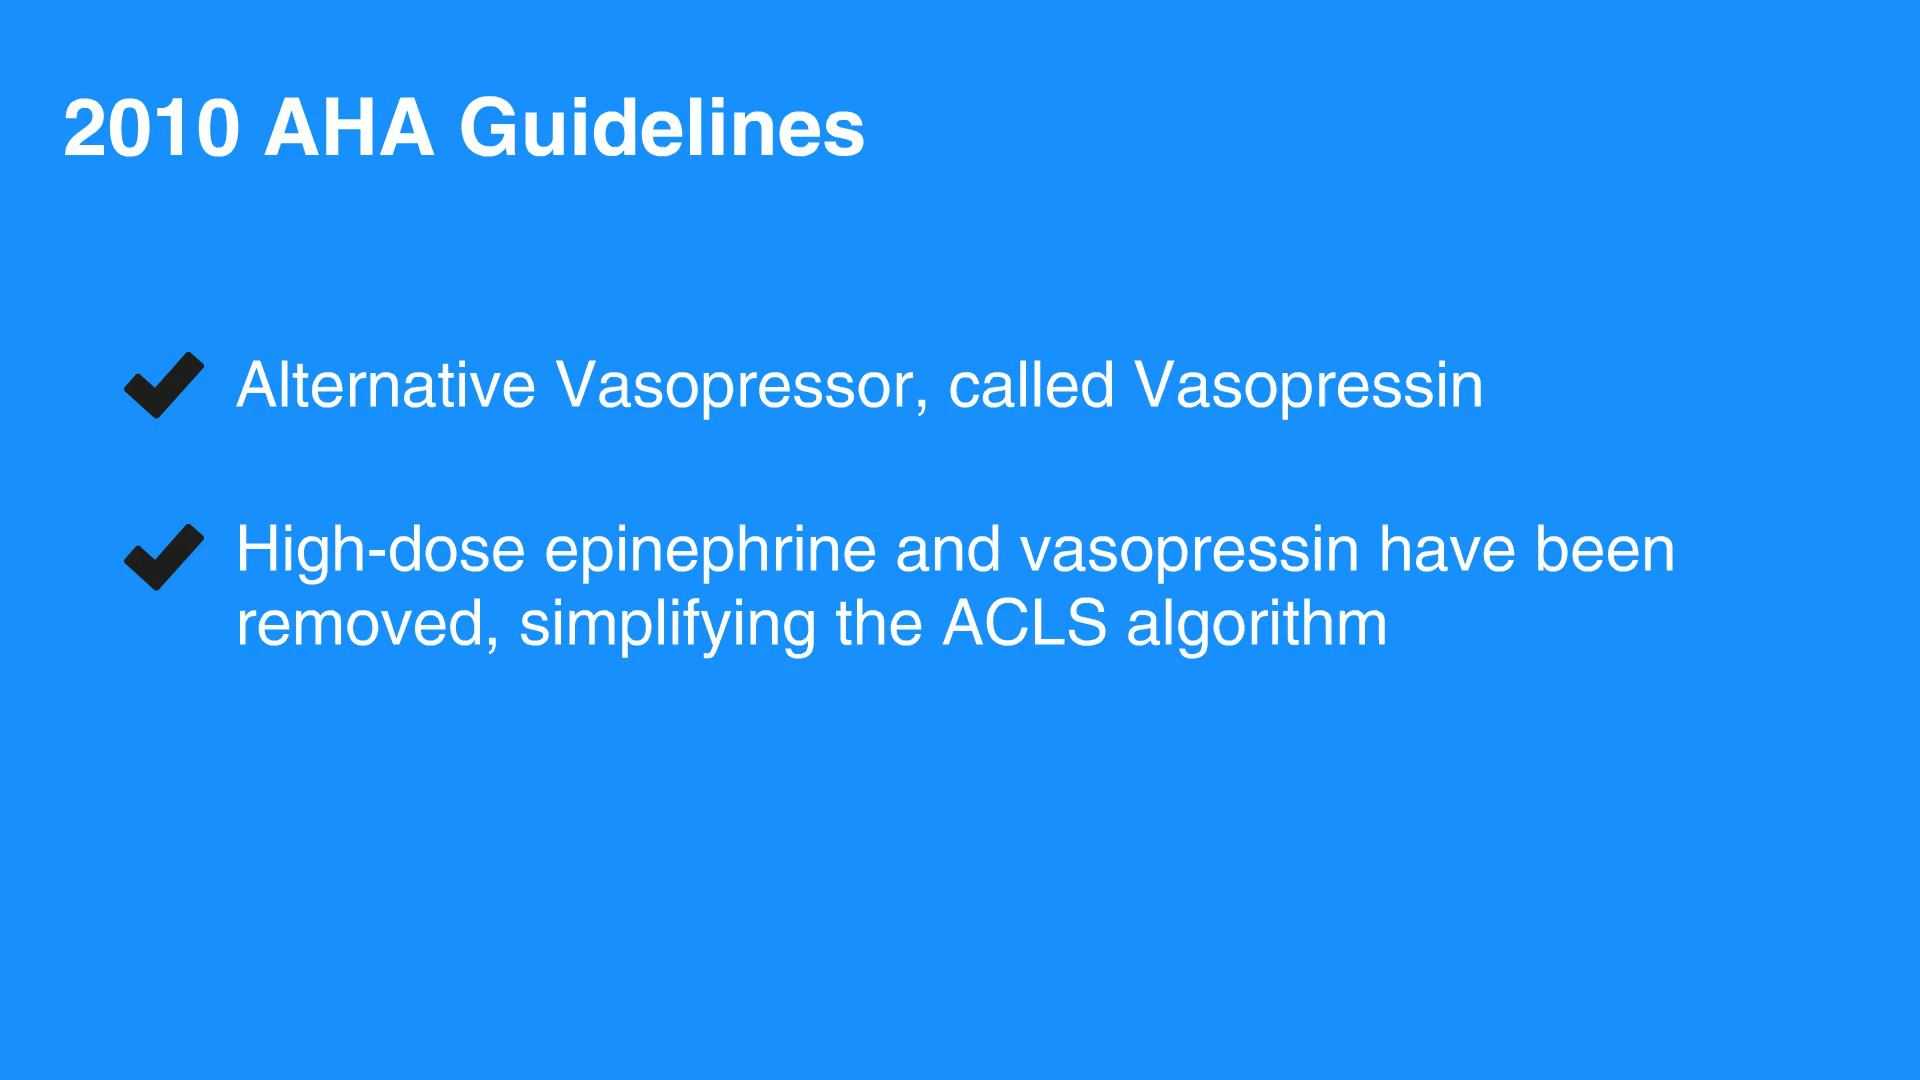 2010 AHA Guidelines
Alternative Vasopressor, called Vasopressin
High-dose epinephrine and vasopressin have been
removed, simplifying the ACLS algorithm